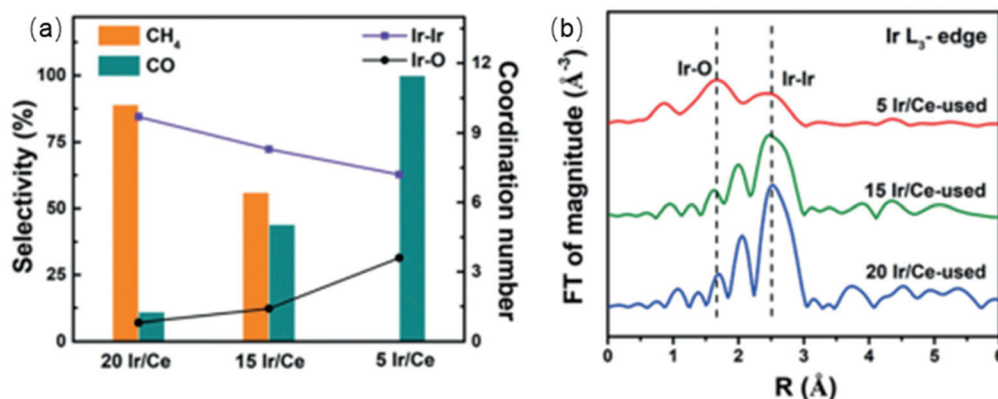 (a)
CH₄
CO
Ir-Ir
Ir-O
Selectivity (%)
100
75
50
25
0
Coordination number
12
9
6
3
0
20 Ir/Ce
15 Ir/Ce
5 Ir/Ce
(b)
Ir L₃- edge
Ir-O
Ir-Ir
5 Ir/Ce-used
15 Ir/Ce-used
20 Ir/Ce-used
FT of magnitude (Å⁻³)
0
1
2
3
4
5
6
R (Å)